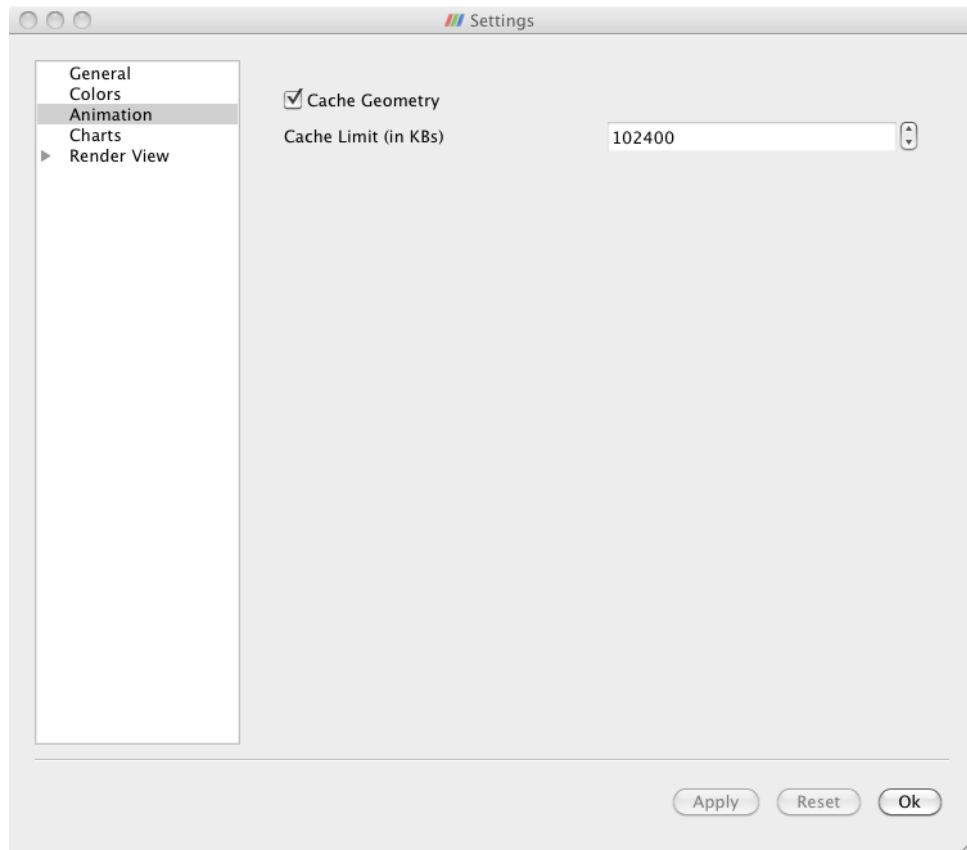 Settings
General
Colors
Animation
Charts
Render View
Cache Geometry
Cache Limit (in KBs)
102400
Apply
Reset
Ok